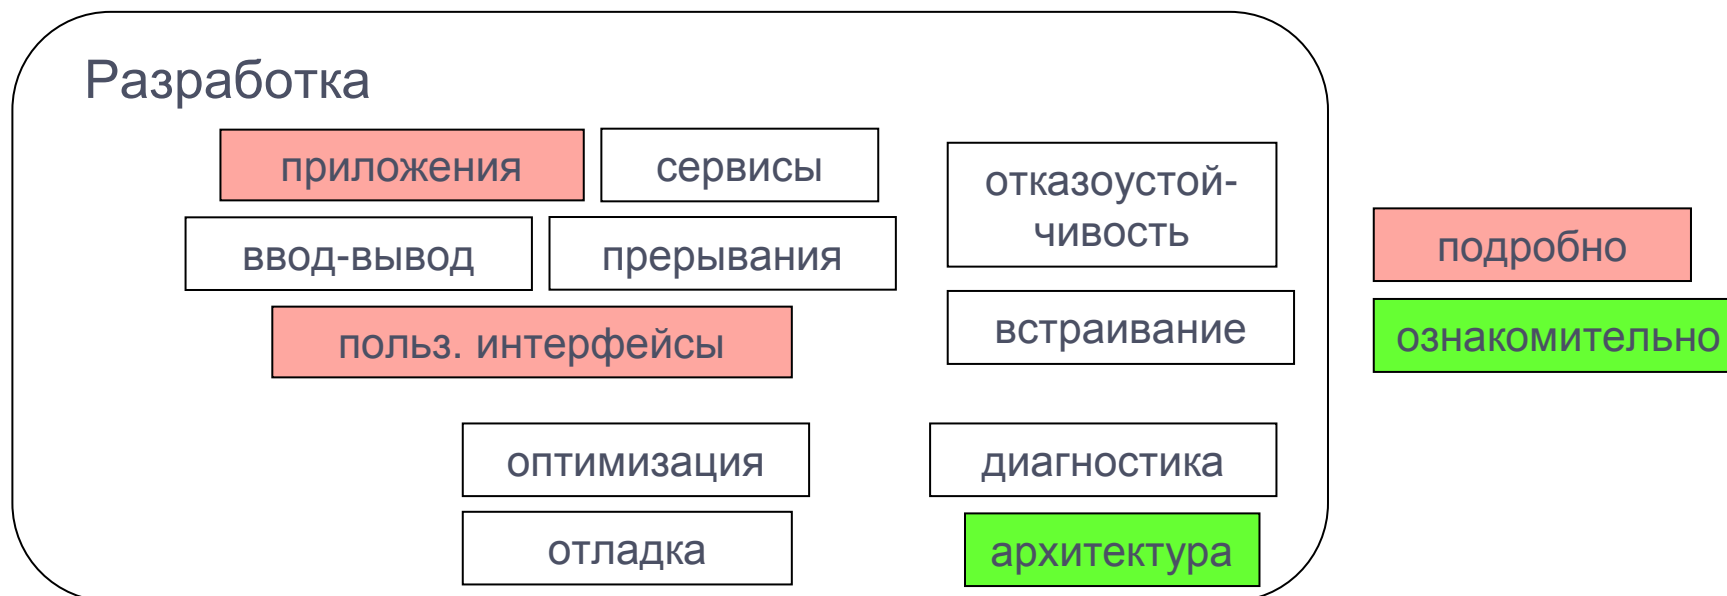 Разработка
приложения
сервисы
отказоустой-
чивость
ввод-вывод
прерывания
подробно
польз. интерфейсы
встраивание
ознакомительно
оптимизация
диагностика
отладка
архитектура